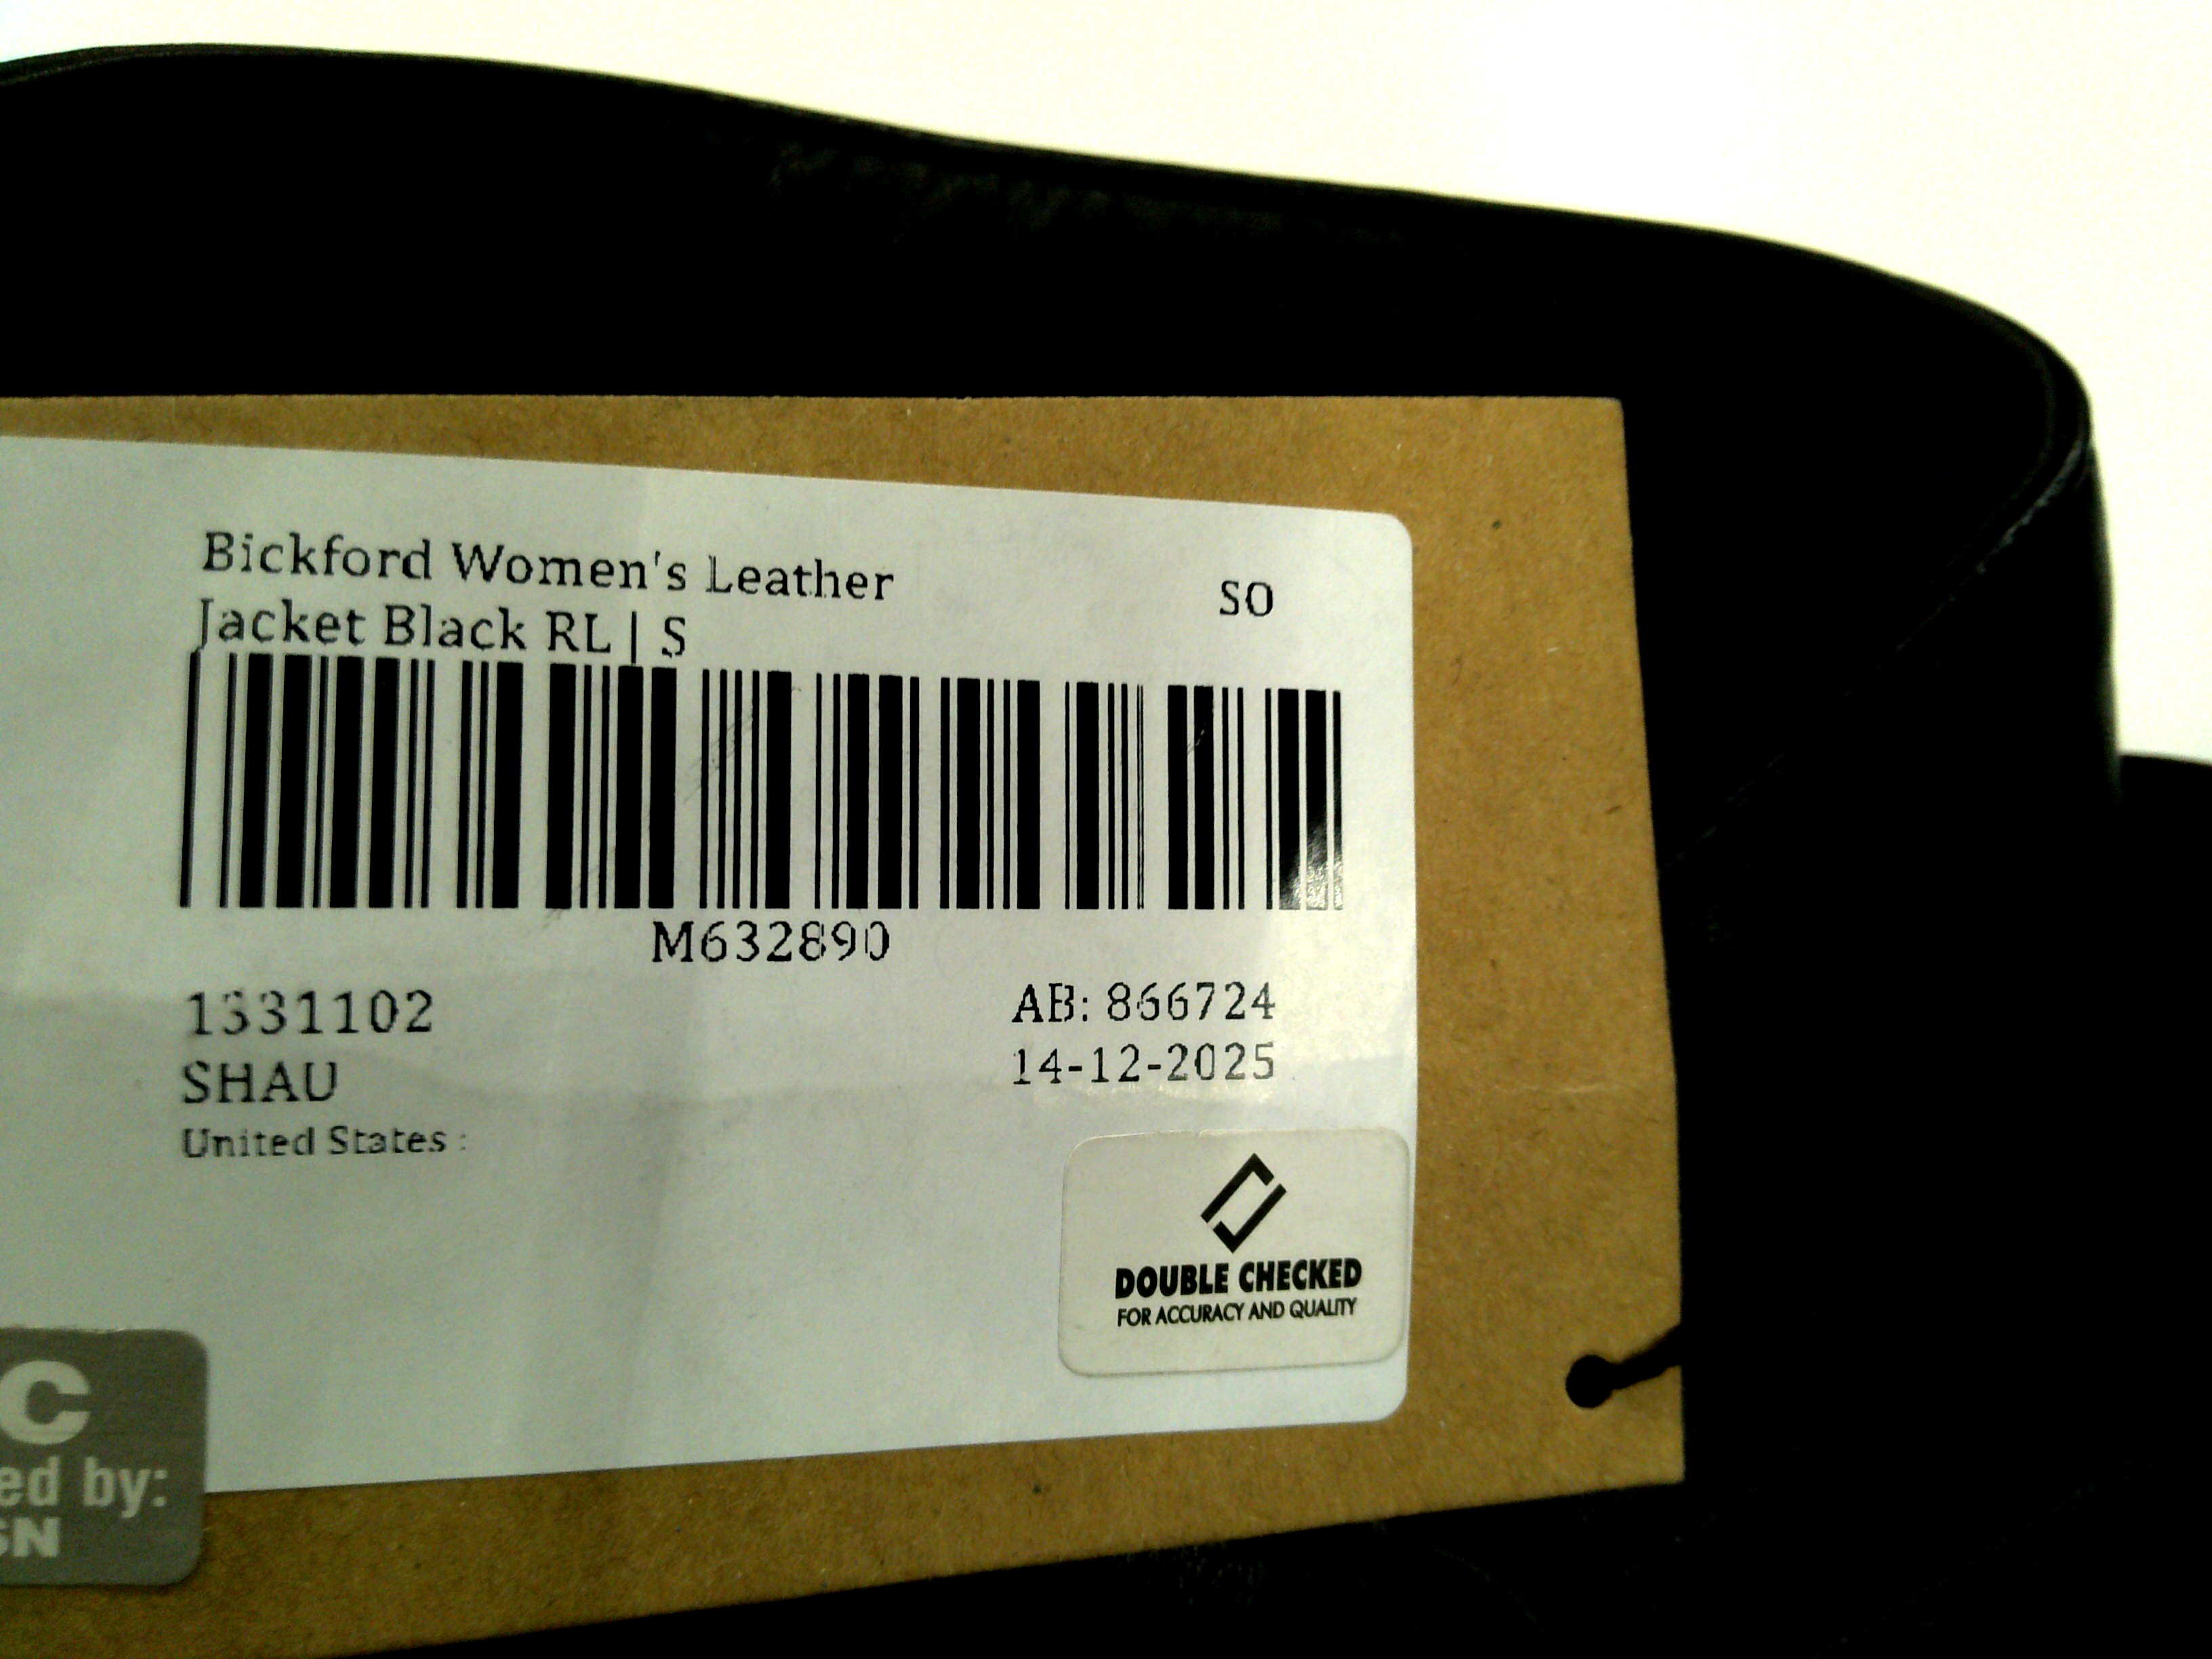 Bickford Women's Leather
Jacket Black RL | S
SO
M632890
1331102
SHAU
United States :
AB: 866724
14-12-2025
DOUBLE CHECKED
FOR ACCURACY AND QUALITY
C
ed by:
SN